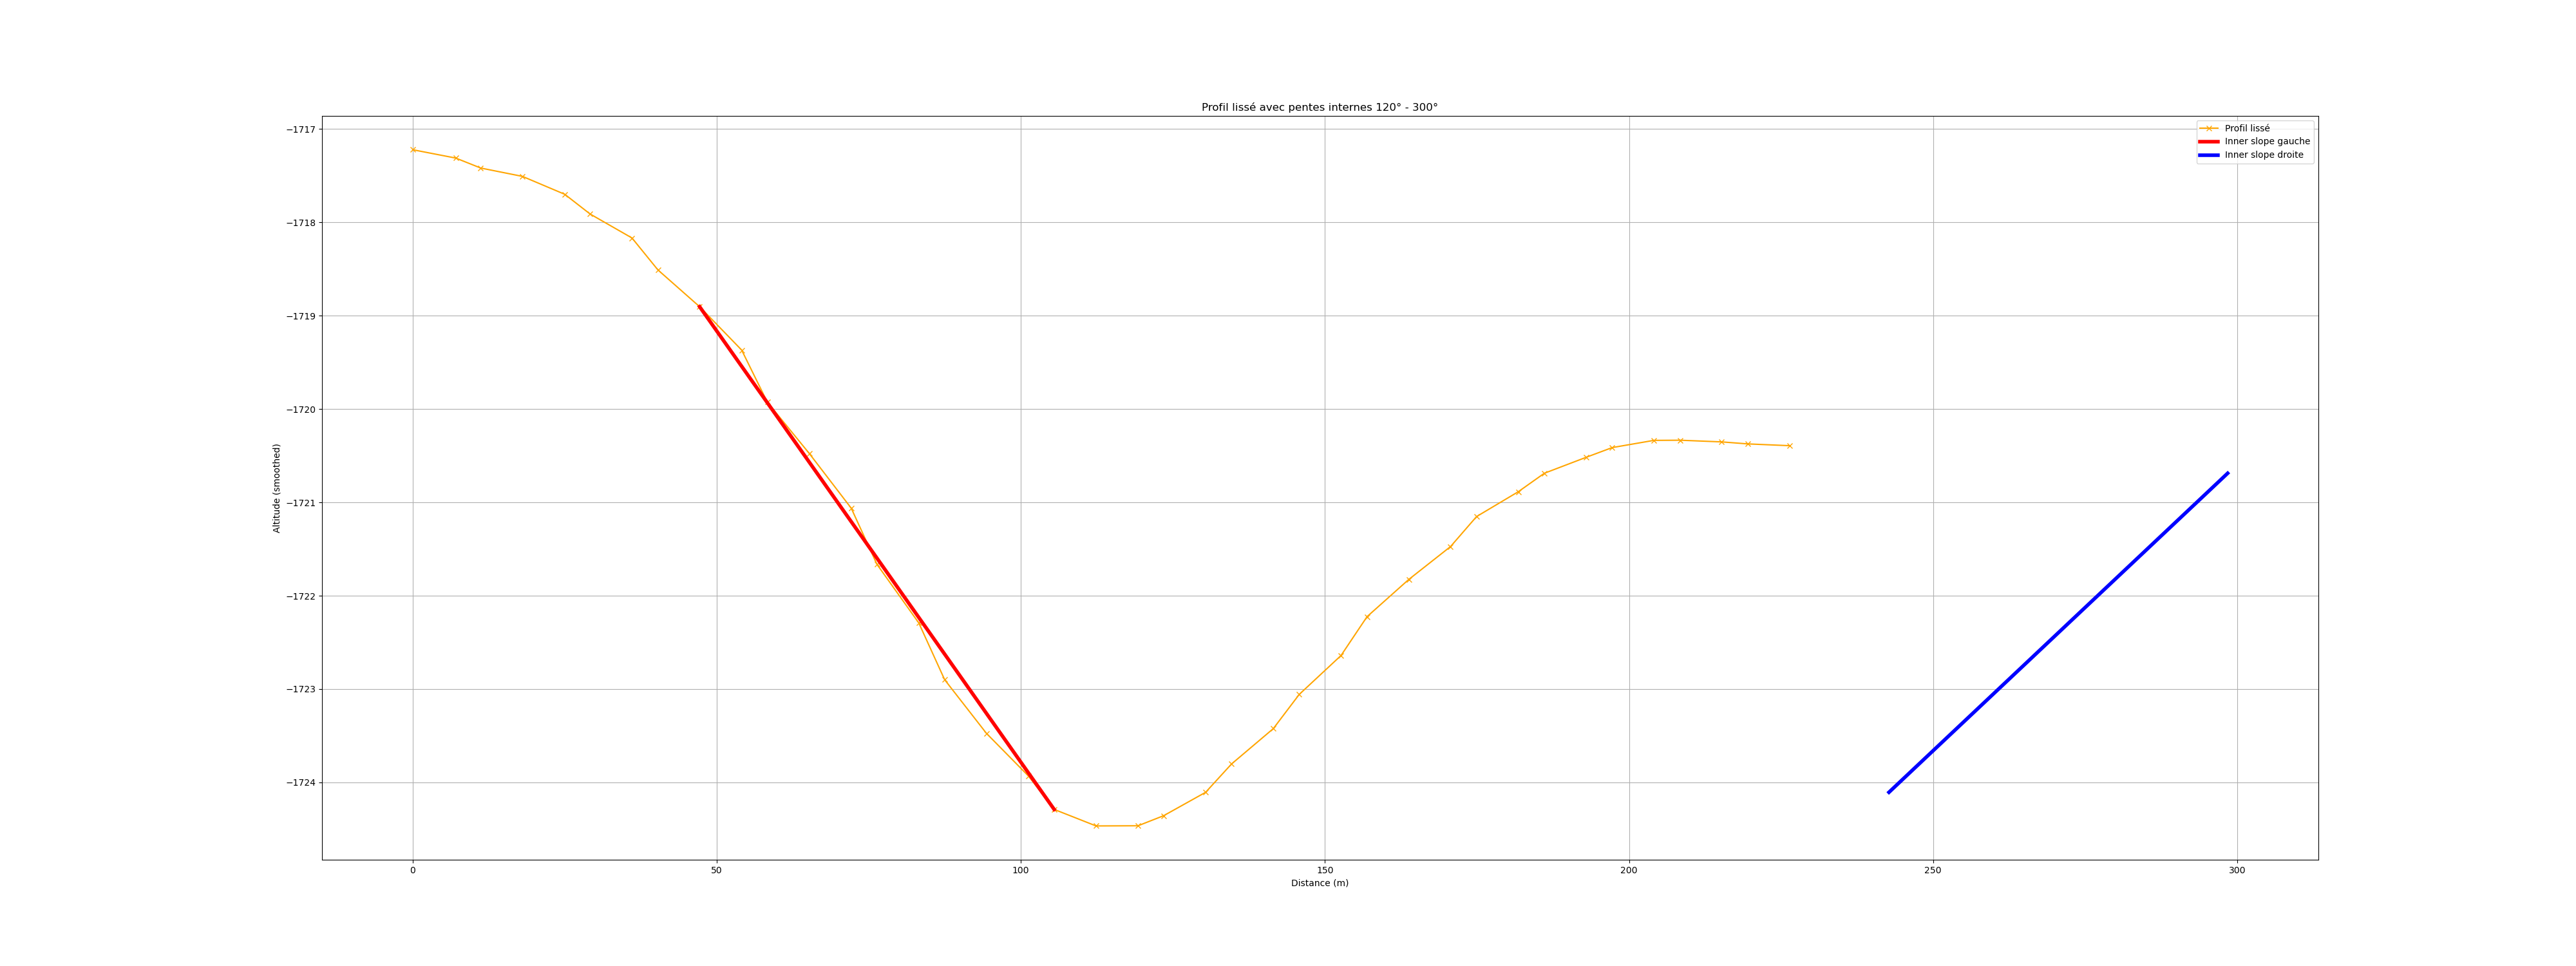 Profil lissé avec pentes internes 120° - 300°
Profil lissé
Inner slope gauche
Inner slope droite
−1717
−1718
−1719
−1720
−1721
−1722
−1723
−1724
Altitude (smoothed)
0 50 100 150 200 250 300
Distance (m)